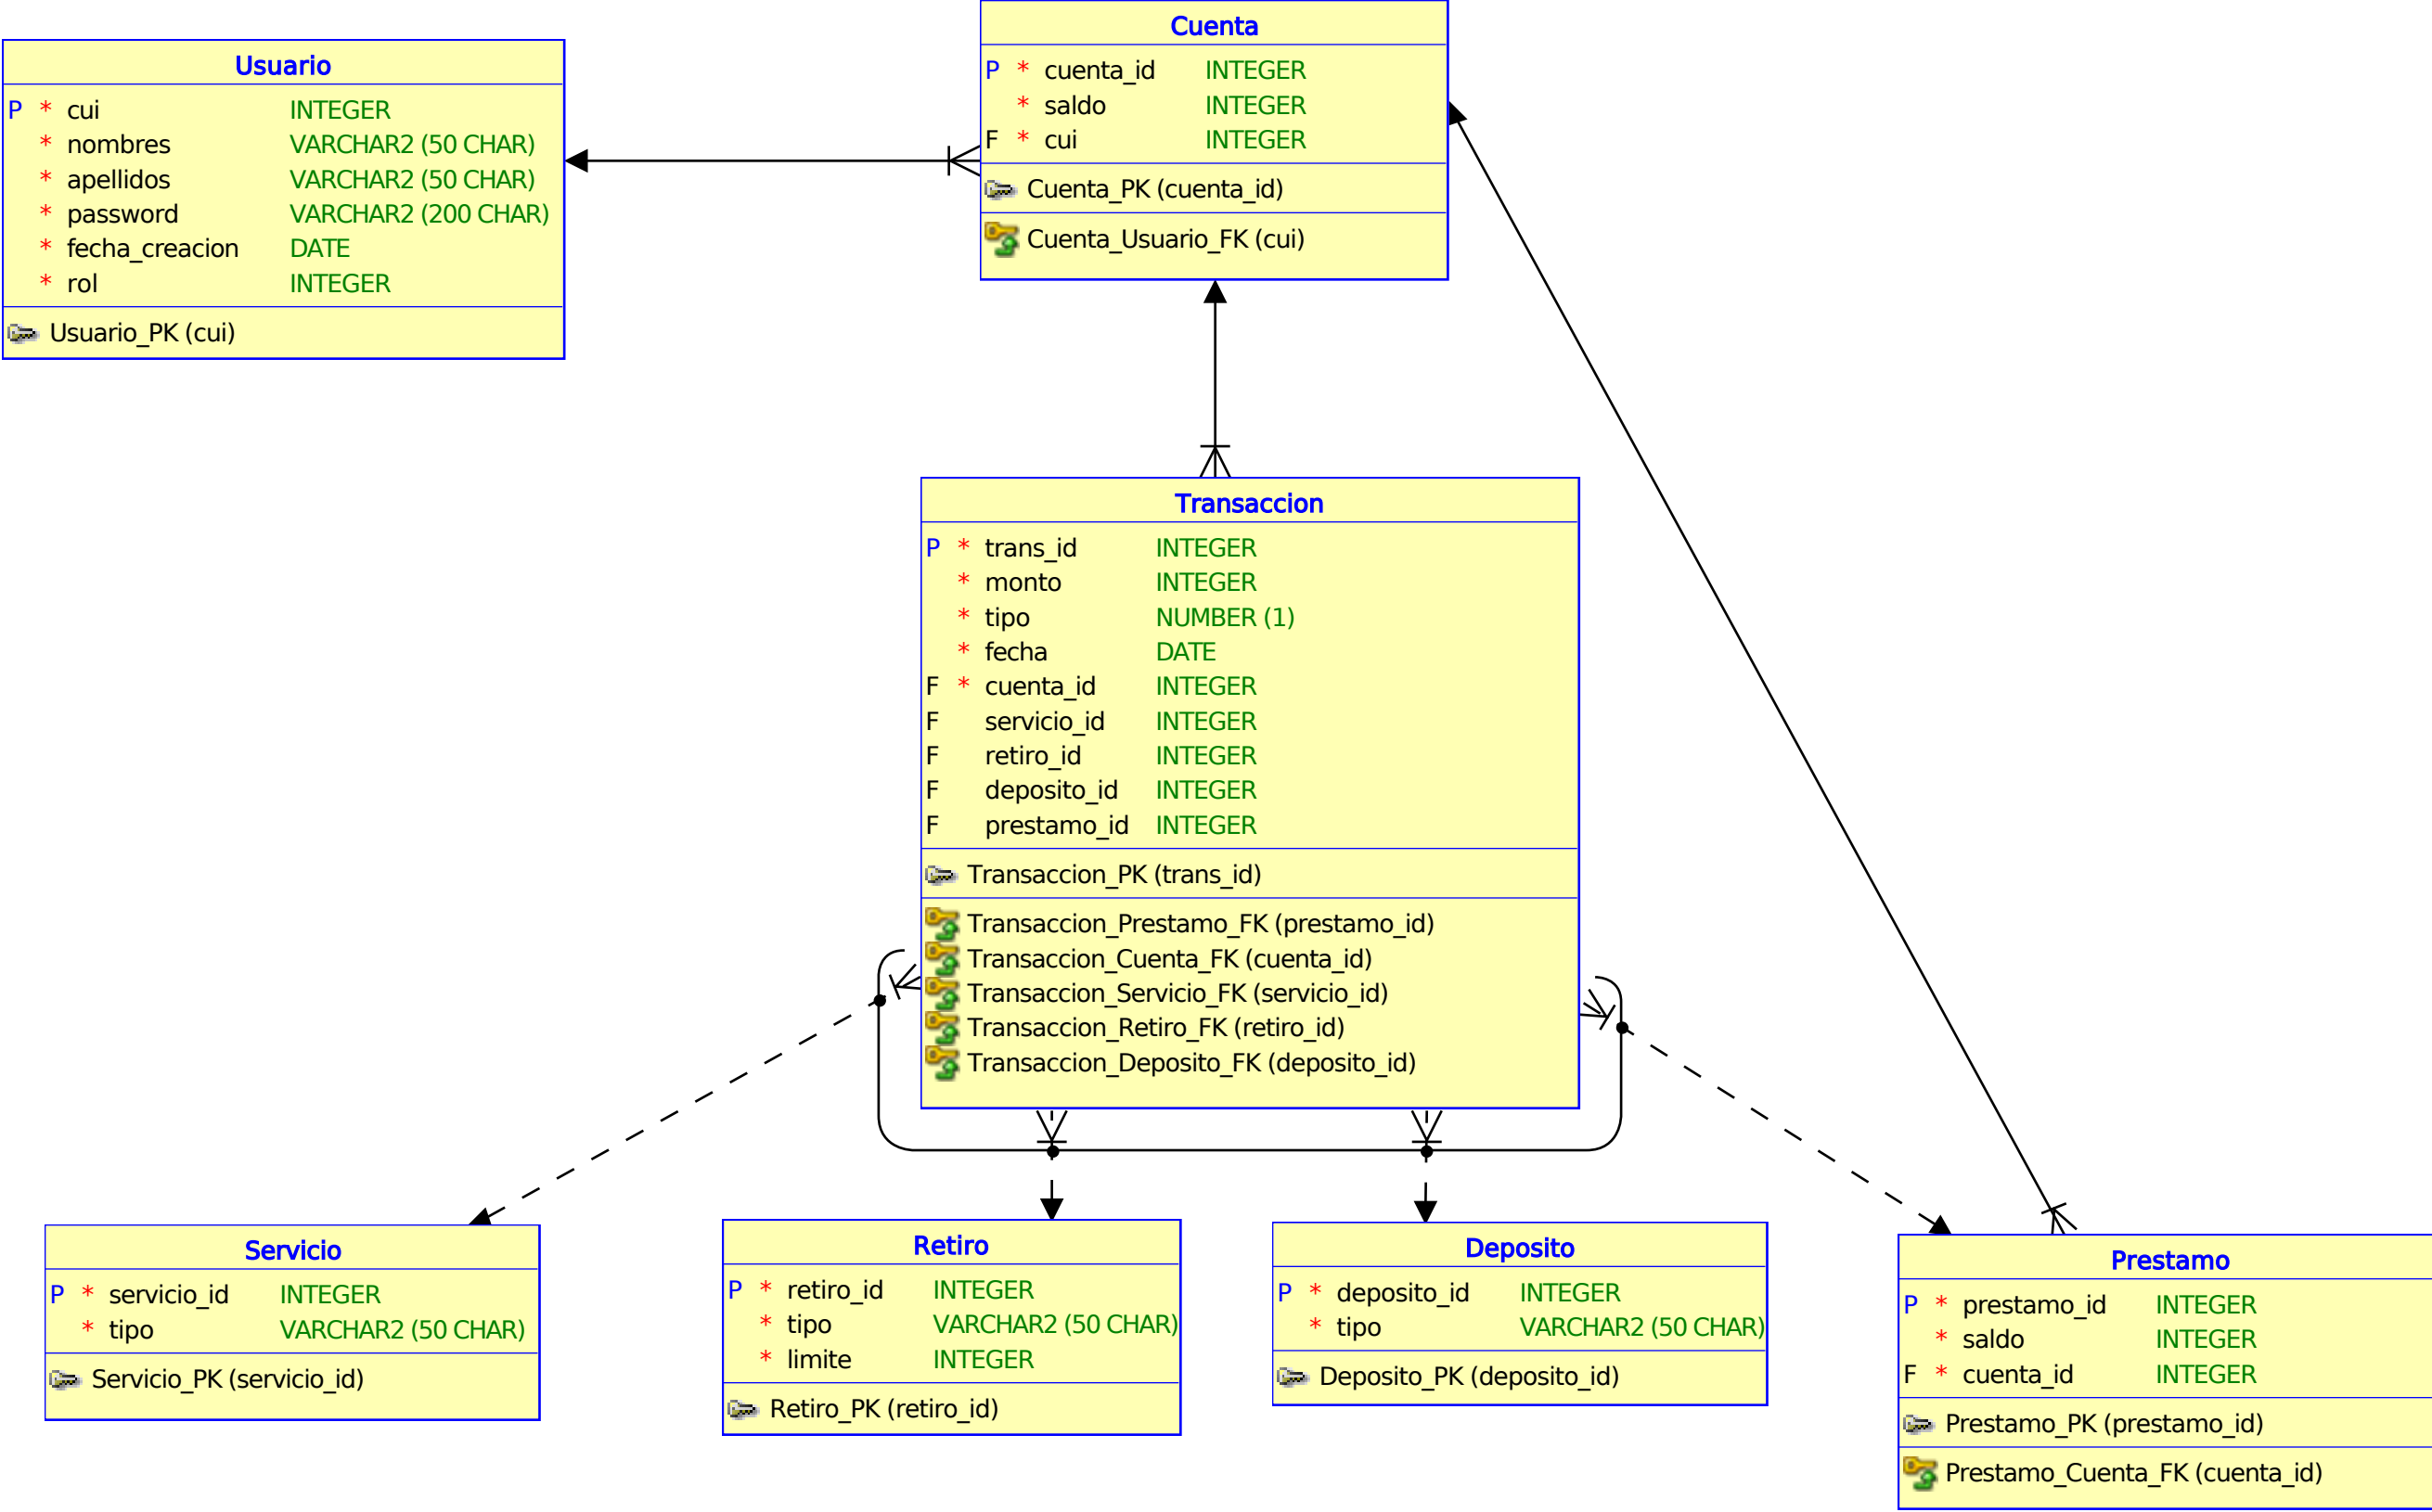 Usuario
P * cui INTEGER
* nombres VARCHAR2 (50 CHAR)
* apellidos VARCHAR2 (50 CHAR)
* password VARCHAR2 (200 CHAR)
* fecha_creacion DATE
* rol INTEGER
Usuario_PK (cui)
Cuenta
P * cuenta_id INTEGER
* saldo INTEGER
F * cui INTEGER
Cuenta_PK (cuenta_id)
Cuenta_Usuario_FK (cui)
Transaccion
P * trans_id INTEGER
* monto INTEGER
* tipo NUMBER (1)
* fecha DATE
F * cuenta_id INTEGER
F servicio_id INTEGER
F retiro_id INTEGER
F deposito_id INTEGER
F prestamo_id INTEGER
Transaccion_PK (trans_id)
Transaccion_Prestamo_FK (prestamo_id)
Transaccion_Cuenta_FK (cuenta_id)
Transaccion_Servicio_FK (servicio_id)
Transaccion_Retiro_FK (retiro_id)
Transaccion_Deposito_FK (deposito_id)
Servicio
P * servicio_id INTEGER
* tipo VARCHAR2 (50 CHAR)
Servicio_PK (servicio_id)
Retiro
P * retiro_id INTEGER
* tipo VARCHAR2 (50 CHAR)
* limite INTEGER
Retiro_PK (retiro_id)
Deposito
P * deposito_id INTEGER
* tipo VARCHAR2 (50 CHAR)
Deposito_PK (deposito_id)
Prestamo
P * prestamo_id INTEGER
* saldo INTEGER
F * cuenta_id INTEGER
Prestamo_PK (prestamo_id)
Prestamo_Cuenta_FK (cuenta_id)